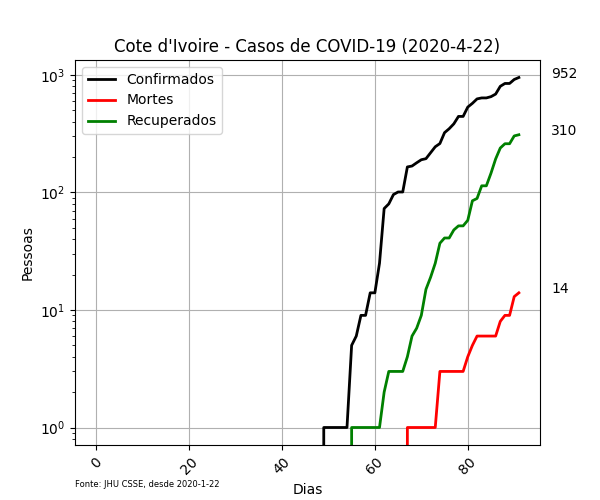 Cote d'Ivoire - Casos de COVID-19 (2020-4-22)
Confirmados
Mortes
Recuperados
10³
10²
10¹
10⁰
Pessoas
952
310
14
0
20
40
60
80
Dias
Fonte: JHU CSSE, desde 2020-1-22